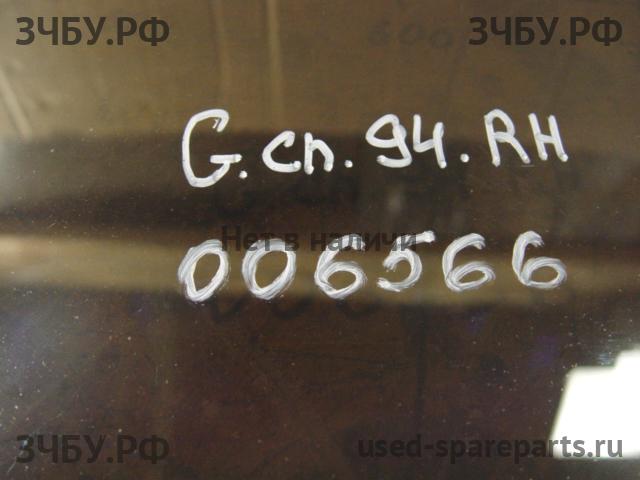 ЗЧБУ.РФ ЗЧБУ.РФ
G.сп.94.RH
Нет в наличии
006566
ЗЧБУ.РФ used-spareparts.ru